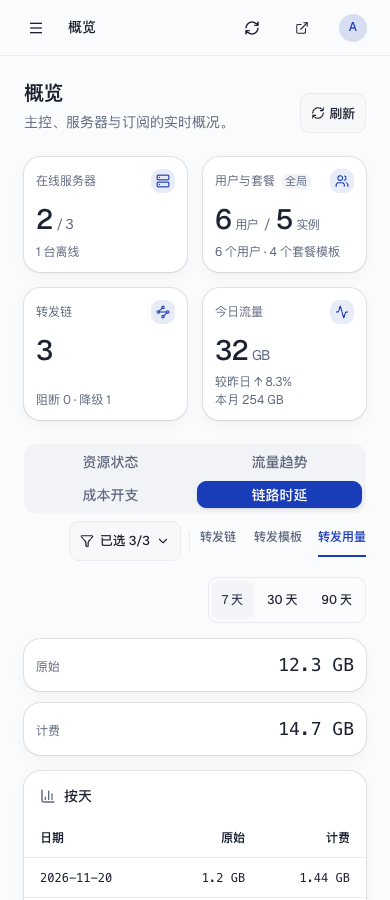 概览
A
概览
主控、服务器与订阅的实时概况。
刷新
在线服务器
2 / 3
1 台离线
用户与套餐 全局
6 用户 / 5 实例
6 个用户 · 4 个套餐模板
转发链
3
阻断 0 · 降级 1
今日流量
32 GB
较昨日 ↑ 8.3%
本月 254 GB
资源状态 流量趋势
成本开支 链路时延
已选 3/3 转发链 转发模板 转发用量
7 天 30 天 90 天
原始 12.3 GB
计费 14.7 GB
按天
日期 原始 计费
2026-11-20 1.2 GB 1.44 GB